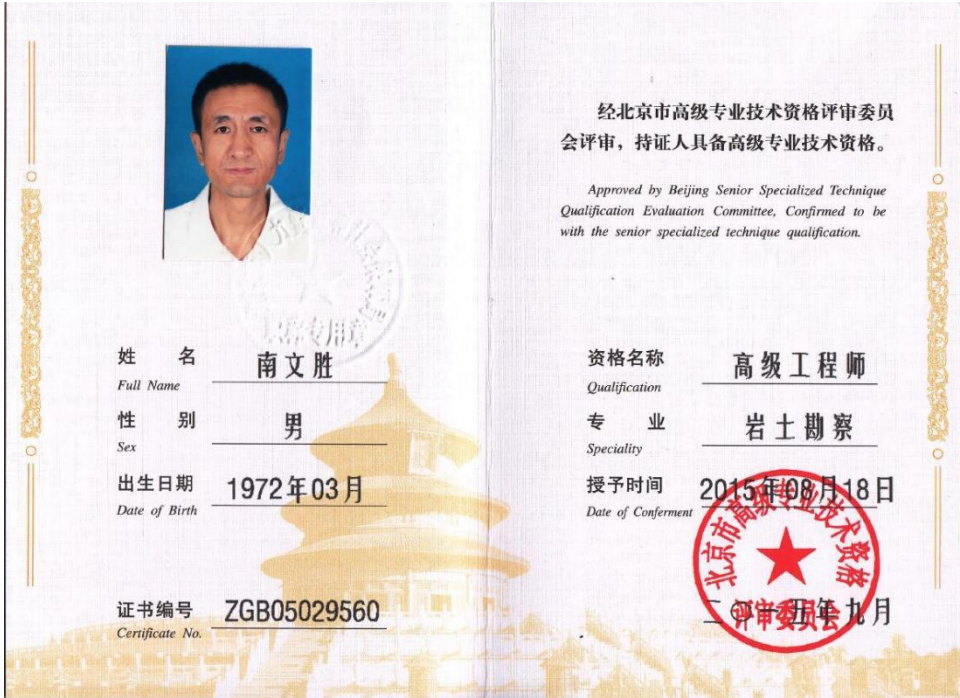 姓 名
Full Name
南文胜
性 别
Sex
男
出生日期
Date of Birth
1972年03月
证书编号
Certificate No.
ZGB05029560
经北京市高级专业技术资格评审委员
会评审，持证人具备高级专业技术资格。
Approved by Beijing Senior Specialized Technique
Qualification Evaluation Committee, Confirmed to be
with the senior specialized technique qualification.
资格名称
Qualification
高级工程师
专 业
Speciality
岩土勘察
授予时间
Date of Conferment
2015年08月18日
北京市高级专业技术资格
评审委员会
二〇一五年九月